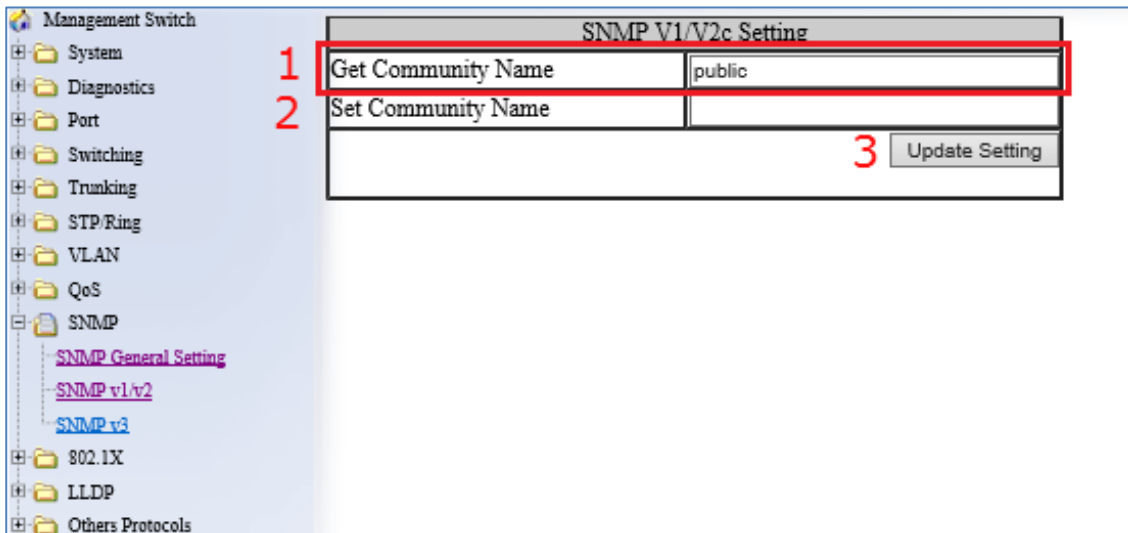 Management Switch
System
Diagnostics
Port
Switching
Trunking
STP/Ring
VLAN
QoS
SNMP
SNMP General Setting
SNMP v1/v2
SNMP v3
802.1X
LLDP
Others Protocols
SNMP V1/V2c Setting
1 Get Community Name public
2 Set Community Name
3 Update Setting